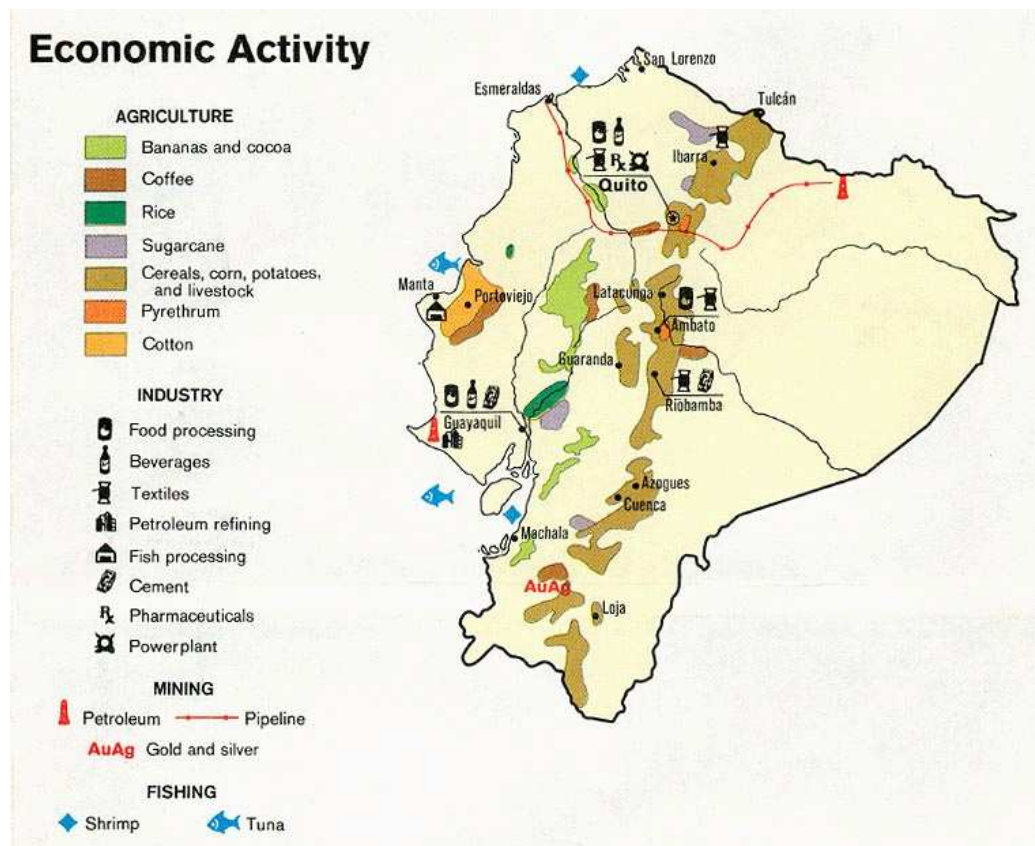 Economic Activity
AGRICULTURE
Bananas and cocoa
Coffee
Rice
Sugarcane
Cereals, corn, potatoes,
and livestock
Pyrethrum
Cotton
INDUSTRY
Food processing
Beverages
Textiles
Petroleum refining
Fish processing
Cement
Rx Pharmaceuticals
Powerplant
MINING
Petroleum
Pipeline
AuAg Gold and silver
FISHING
Shrimp
Tuna
San Lorenzo
Esmeraldas
Tulcán
Ibarra
Rx
Quito
Manta
Portoviejo
Latacunga
Ambato
Guaranda
Riobamba
Guayaquil
Azogues
Cuenca
Machala
AuAg
Loja